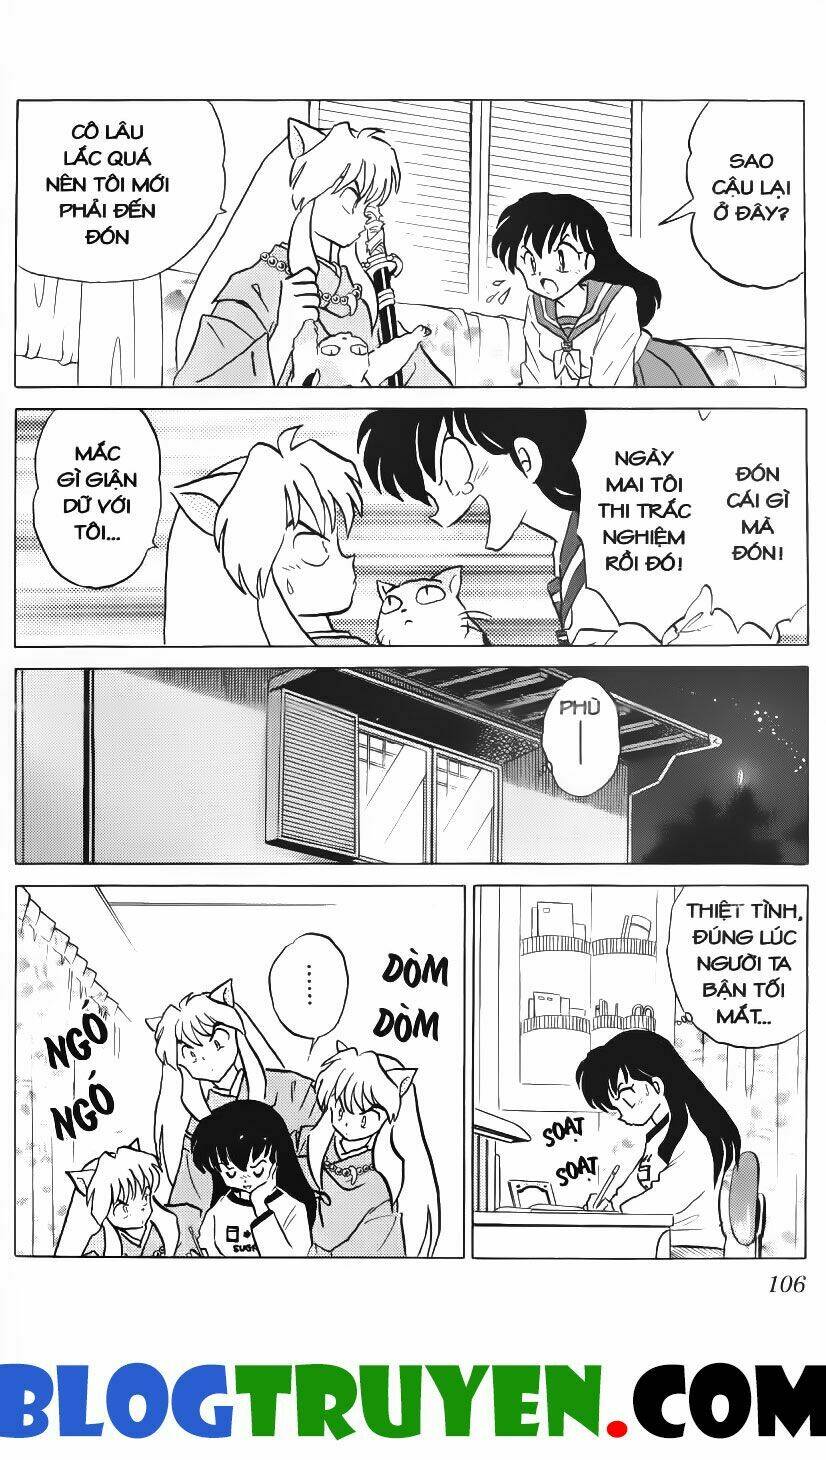 SAO
CẬU LẠI
Ở ĐÂY?
CÔ LÂU
LẮC QUÁ
NÊN TÔI MỚI
PHẢI ĐẾN
ĐÓN
ĐÓN
CÁI GÌ
MÀ
ĐÓN!
NGÀY
MAI TÔI
THI TRẮC
NGHIỆM
RỒI ĐÓ!
MẮC
GÌ GIẬN
DỮ VỚI
TÔI...
PHÙ
THIỆT TÌNH,
ĐÚNG LÚC
NGƯỜI TA
BẬN TỐI
MẮT...
SOẠT
SOẠT
......
DÒM
DÒM
NGÓ
NGÓ
106
BLOGTRUYEN.COM